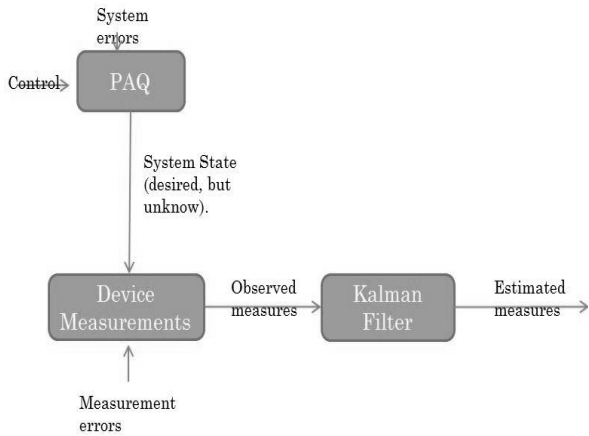 System
errors
Control
PAQ
System State
(desired, but
unknow).
Device
Measurements
Observed
measures
Kalman
Filter
Estimated
measures
Measurement
errors